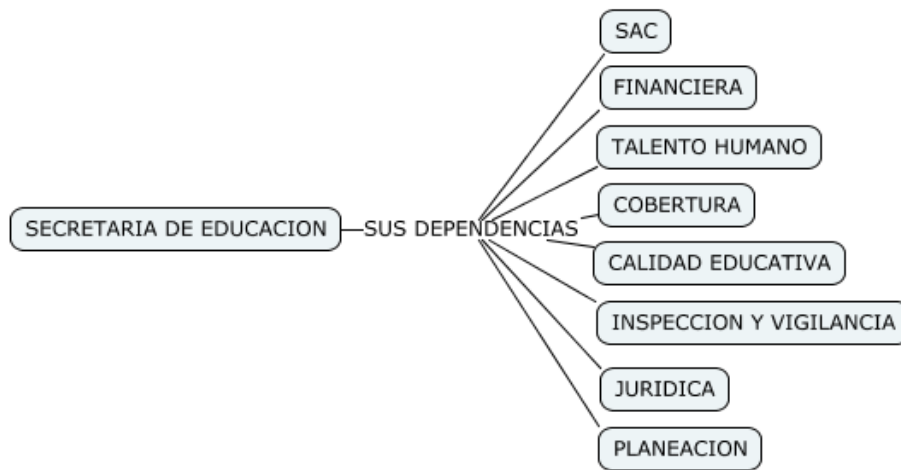 SAC
FINANCIERA
TALENTO HUMANO
COBERTURA
SECRETARIA DE EDUCACION
SUS DEPENDENCIAS
CALIDAD EDUCATIVA
INSPECCION Y VIGILANCIA
JURIDICA
PLANEACION